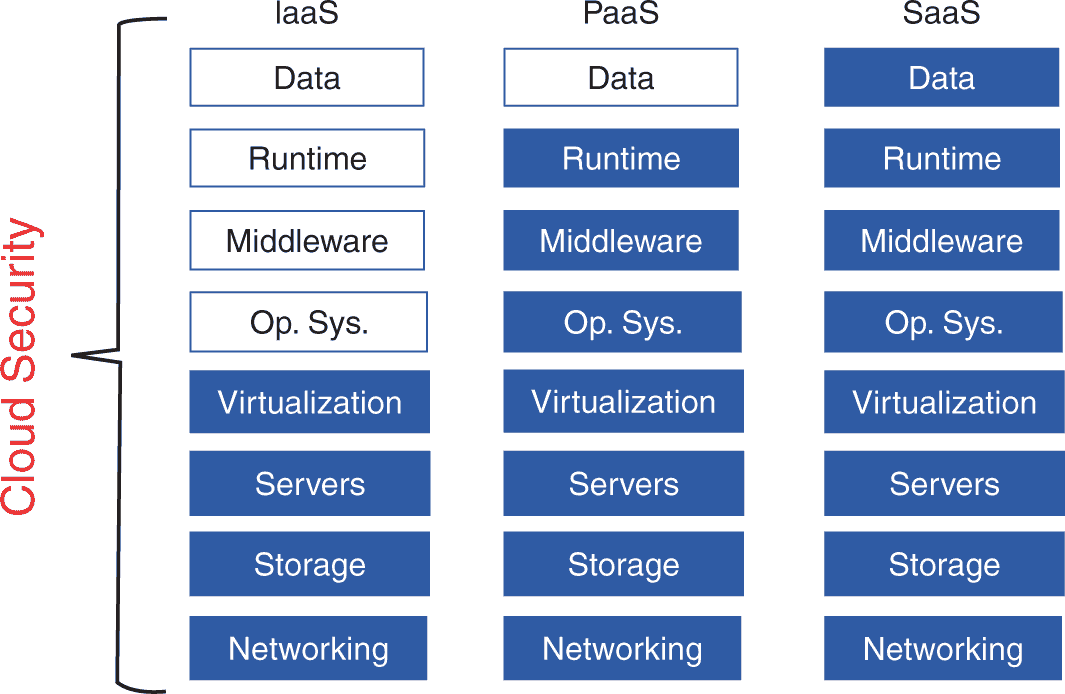 IaaS PaaS SaaS
Data Data Data
Runtime Runtime Runtime
Middleware Middleware Middleware
Op. Sys. Op. Sys. Op. Sys.
Virtualization Virtualization Virtualization
Servers Servers Servers
Storage Storage Storage
Networking Networking Networking
Cloud Security